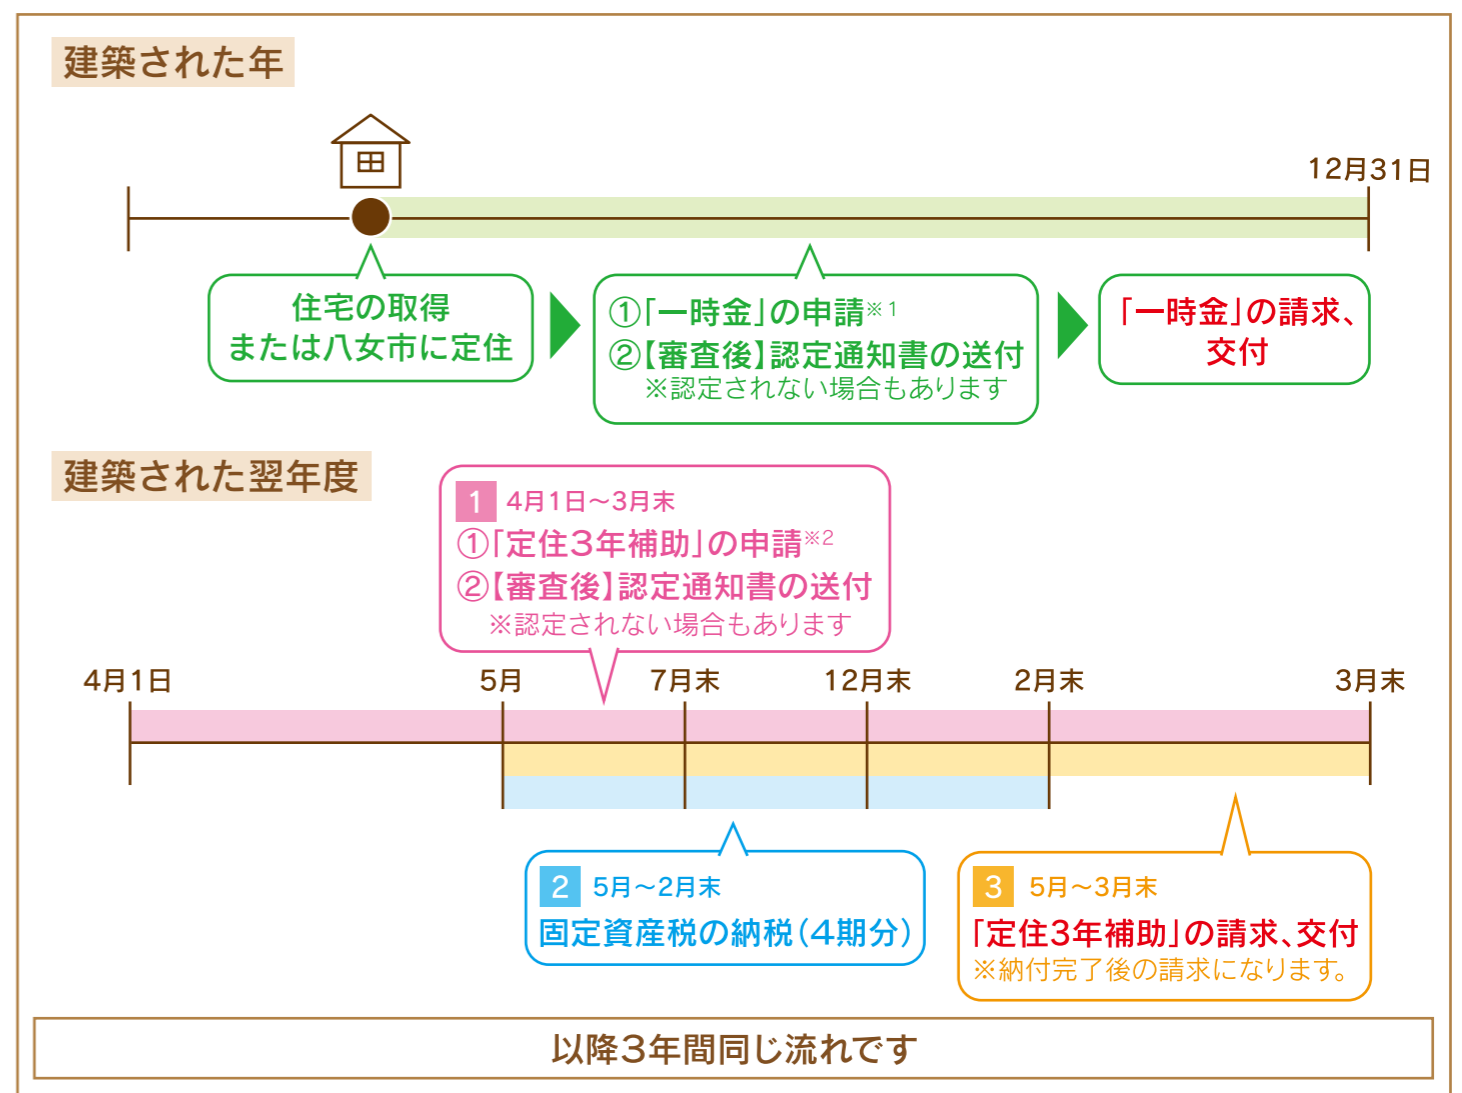 建築された年
12月31日
住宅の取得
または八女市に定住
①「一時金」の申請※1
②【審査後】認定通知書の送付
※認定されない場合もあります
「一時金」の請求、
交付
建築された翌年度
1 4月1日〜3月末
①「定住3年補助」の申請※2
②【審査後】認定通知書の送付
※認定されない場合もあります
4月1日 5月 7月末 12月末 2月末 3月末
2 5月〜2月末
固定資産税の納税(4期分)
3 5月〜3月末
「定住3年補助」の請求、交付
※納付完了後の請求になります。
以降3年間同じ流れです